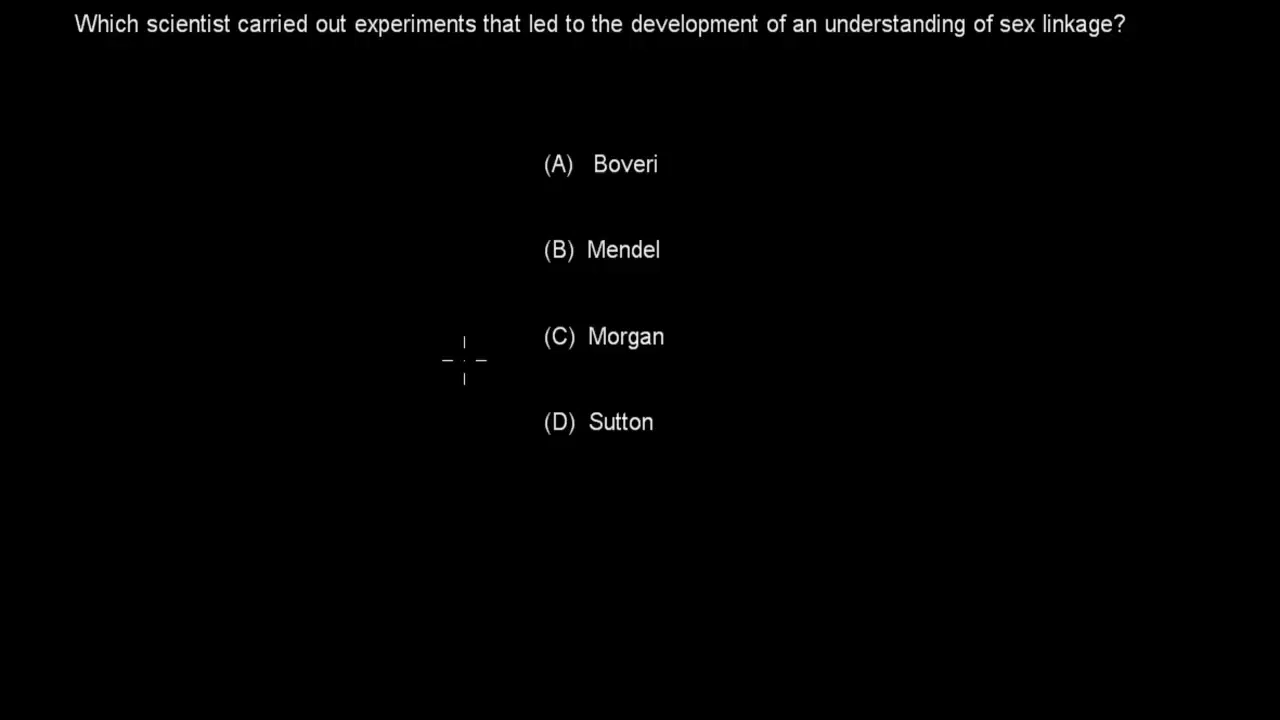 Which scientist carried out experiments that led to the development of an understanding of sex linkage?
(A) Boveri
(B) Mendel
(C) Morgan
(D) Sutton